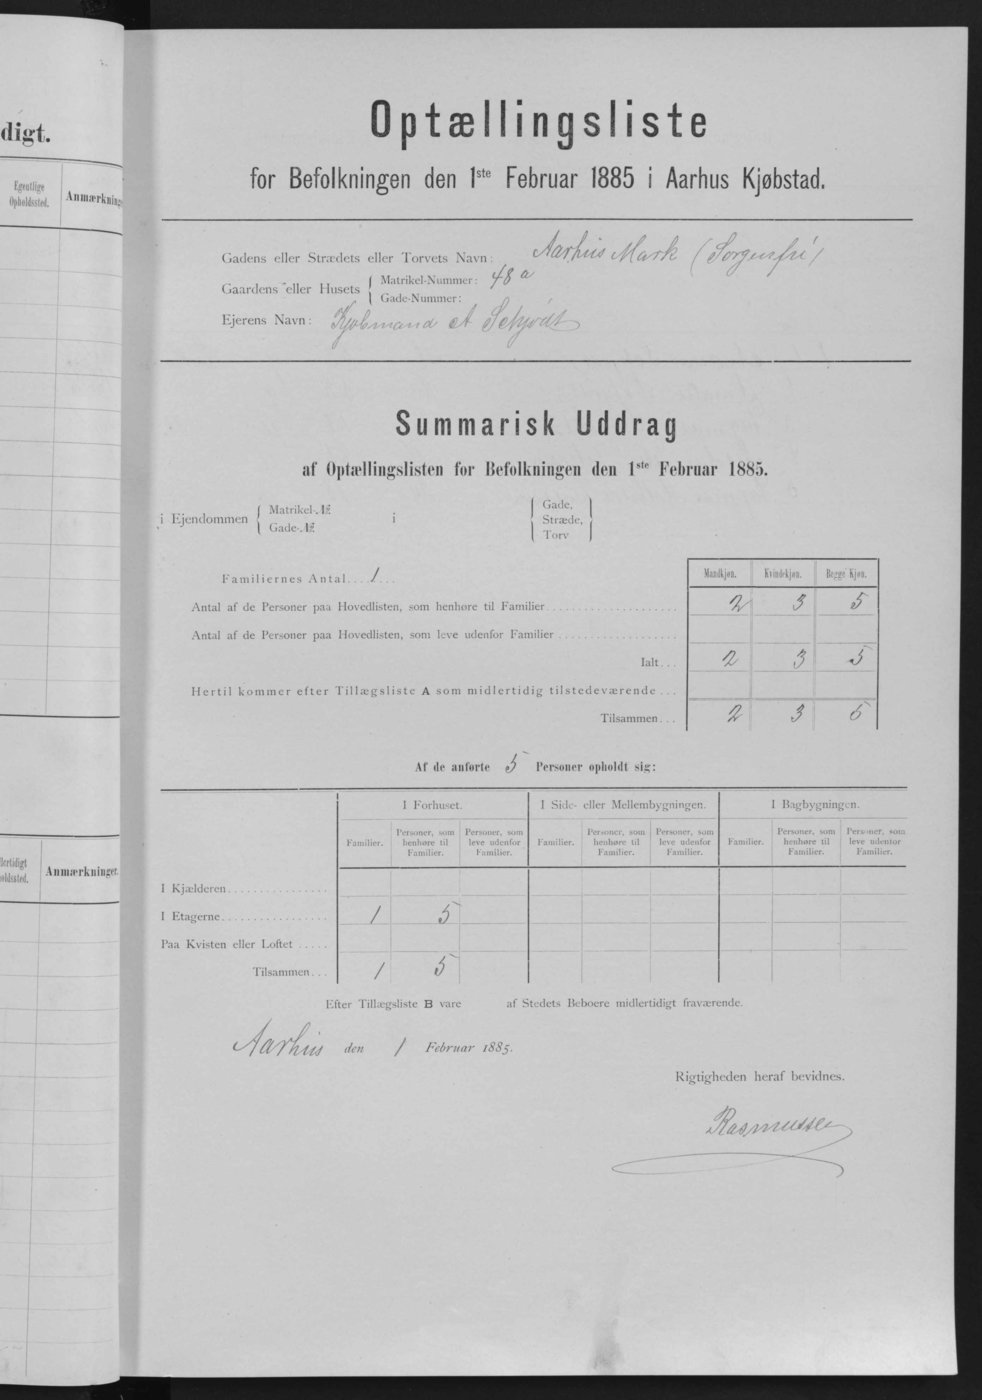 digt.
Egentlige
Opholdssted.
Anmærkninge
Optællingsliste
for Befolkningen den 1ste Februar 1885 i Aarhus Kjøbstad.
Gadens eller Strædets eller Torvets Navn: Aarhus Mark (Sorgenfri)
Gaardens eller Husets
Matrikel-Nummer: 48 a
Gade-Nummer:
Ejerens Navn: Kjøbmand A Schjødt
Summarisk Uddrag
af Optællingslisten for Befolkningen den 1ste Februar 1885.
i Ejendommen
Matrikel-№
Gade-№
i
Gade,
Stræde,
Torv
Mandkjøn. Kvindekjøn. Begge Kjøn.
Familiernes Antal... 1...
Antal af de Personer paa Hovedlisten, som henhøre til Familier 2 3 5
Antal af de Personer paa Hovedlisten, som leve udenfor Familier
Ialt... 2 3 5
Hertil kommer efter Tillægsliste A som midlertidig tilstedeværende...
Tilsammen... 2 3 5
Af de anførte 5 Personer opholdt sig:
I Forhuset. I Side- eller Mellembygningen. I Bagbygningen.
Familier. Personer, som henhøre til Familier. Personer, som leve udenfor Familier. Familier. Personer, som henhøre til Familier. Personer, som leve udenfor Familier. Familier. Personer, som henhøre til Familier. Personer, som leve udenfor Familier.
I Kjælderen
I Etagerne 1 5
Paa Kvisten eller Loftet
Tilsammen... 1 5
Efter Tillægsliste B vare af Stedets Beboere midlertidigt fraværende.
Aarhus den 1 Februar 1885.
Rigtigheden heraf bevidnes.
Rasmussen
llertidigt
oldssted.
Anmærkninger.